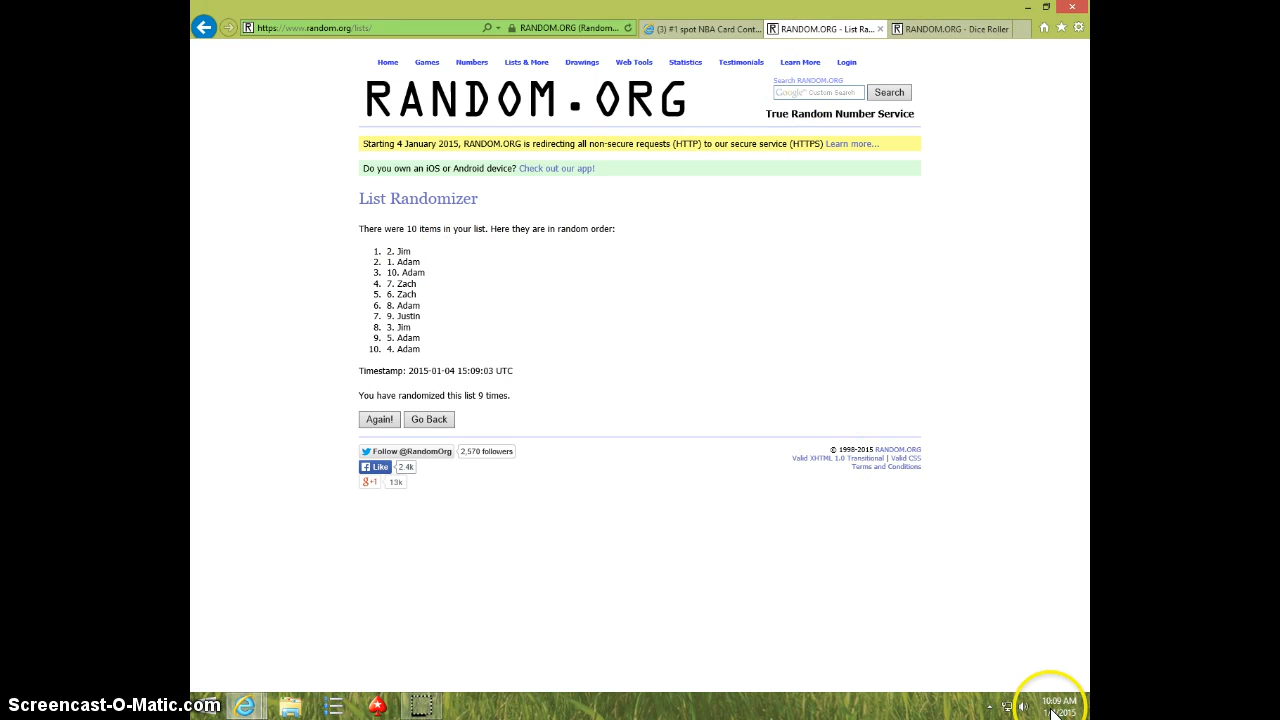 https://www.random.org/lists/
RANDOM.ORG (Random...
(3) #1 spot NBA Card Cont...
RANDOM.ORG - List Ra...
RANDOM.ORG - Dice Roller
Home Games Numbers Lists & More Drawings Web Tools Statistics Testimonials Learn More Login
RANDOM.ORG
Search RANDOM.ORG
Google™ Custom Search
Search
True Random Number Service
Starting 4 January 2015, RANDOM.ORG is redirecting all non-secure requests (HTTP) to our secure service (HTTPS) Learn more...
Do you own an iOS or Android device? Check out our app!
List Randomizer
There were 10 items in your list. Here they are in random order:
1. 2. Jim
2. 1. Adam
3. 10. Adam
4. 7. Zach
5. 6. Zach
6. 8. Adam
7. 9. Justin
8. 3. Jim
9. 5. Adam
10. 4. Adam
Timestamp: 2015-01-04 15:09:03 UTC
You have randomized this list 9 times.
Again! Go Back
Follow @RandomOrg 2,570 followers
Like 2.4k
g+1 13k
© 1998-2015 RANDOM.ORG
Valid XHTML 1.0 Transitional | Valid CSS
Terms and Conditions
10:09 AM
Screencast-O-Matic.com